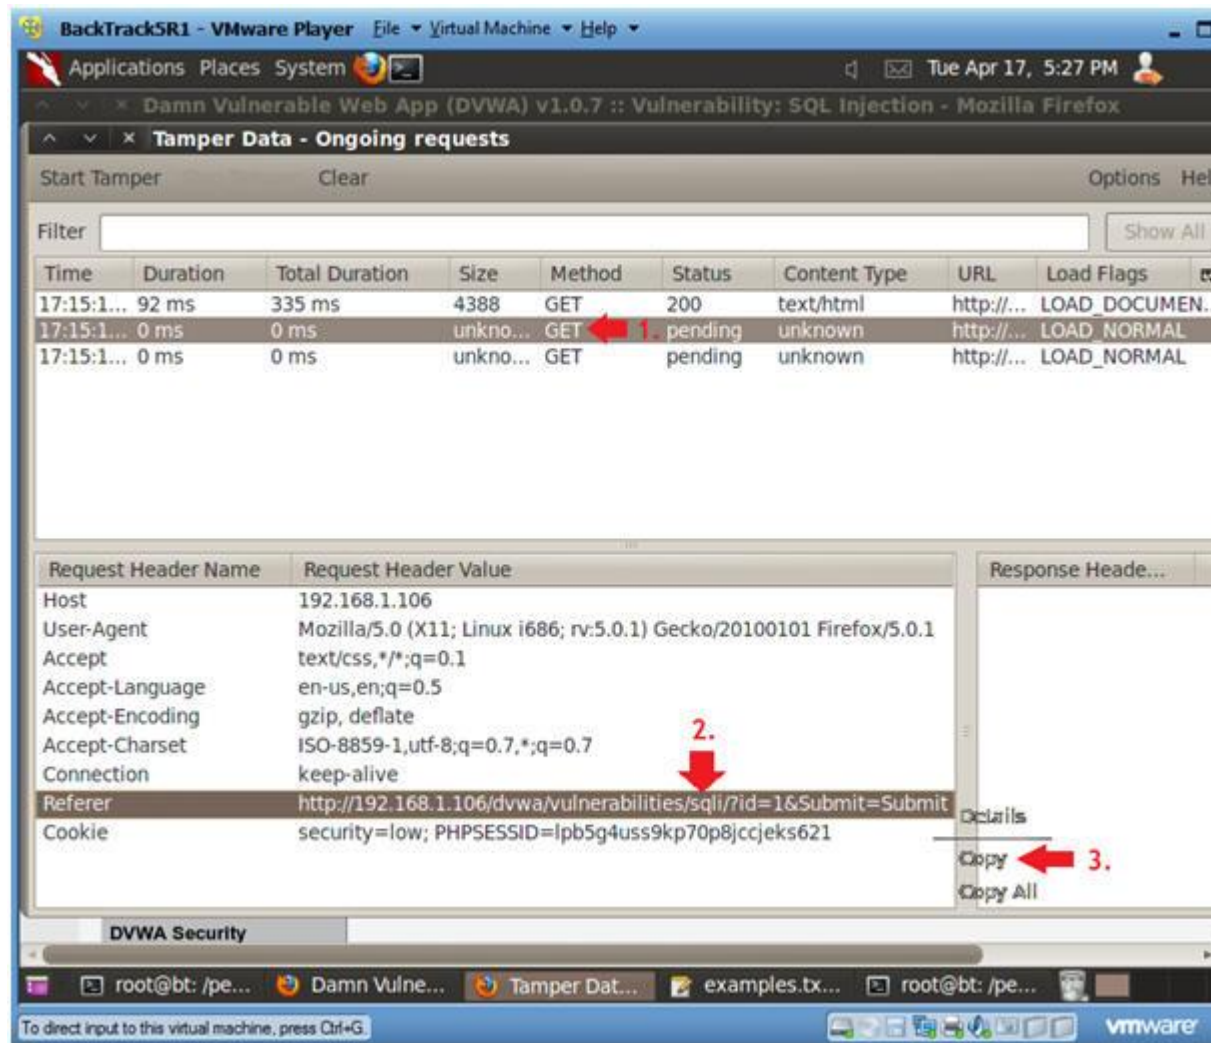 BackTrack5R1 - VMware Player File Virtual Machine Help
Applications Places System Tue Apr 17, 5:27 PM
Damn Vulnerable Web App (DVWA) v1.0.7 :: Vulnerability: SQL Injection - Mozilla Firefox
Tamper Data - Ongoing requests
Start Tamper Clear Options Hel
Filter Show All
Time Duration Total Duration Size Method Status Content Type URL Load Flags
17:15:1... 92 ms 335 ms 4388 GET 200 text/html http://... LOAD_DOCUMEN...
17:15:1... 0 ms 0 ms unkno... GET 1. pending unknown http://... LOAD_NORMAL
17:15:1... 0 ms 0 ms unkno... GET pending unknown http://... LOAD_NORMAL
Request Header Name Request Header Value Response Heade...
Host 192.168.1.106
User-Agent Mozilla/5.0 (X11; Linux i686; rv:5.0.1) Gecko/20100101 Firefox/5.0.1
Accept text/css,*/*;q=0.1
Accept-Language en-us,en;q=0.5
Accept-Encoding gzip, deflate
2.
Accept-Charset ISO-8859-1,utf-8;q=0.7,*;q=0.7
Connection keep-alive
Referer http://192.168.1.106/dvwa/vulnerabilities/sqli/?id=1&Submit=Submit
Details
Cookie security=low; PHPSESSID=lpb5g4uss9kp70p8jccjeks621
Copy 3.
Copy All
DVWA Security
root@bt: /pe... Damn Vulne... Tamper Dat... examples.tx... root@bt: /pe...
To direct input to this virtual machine, press Ctrl+G. vmware